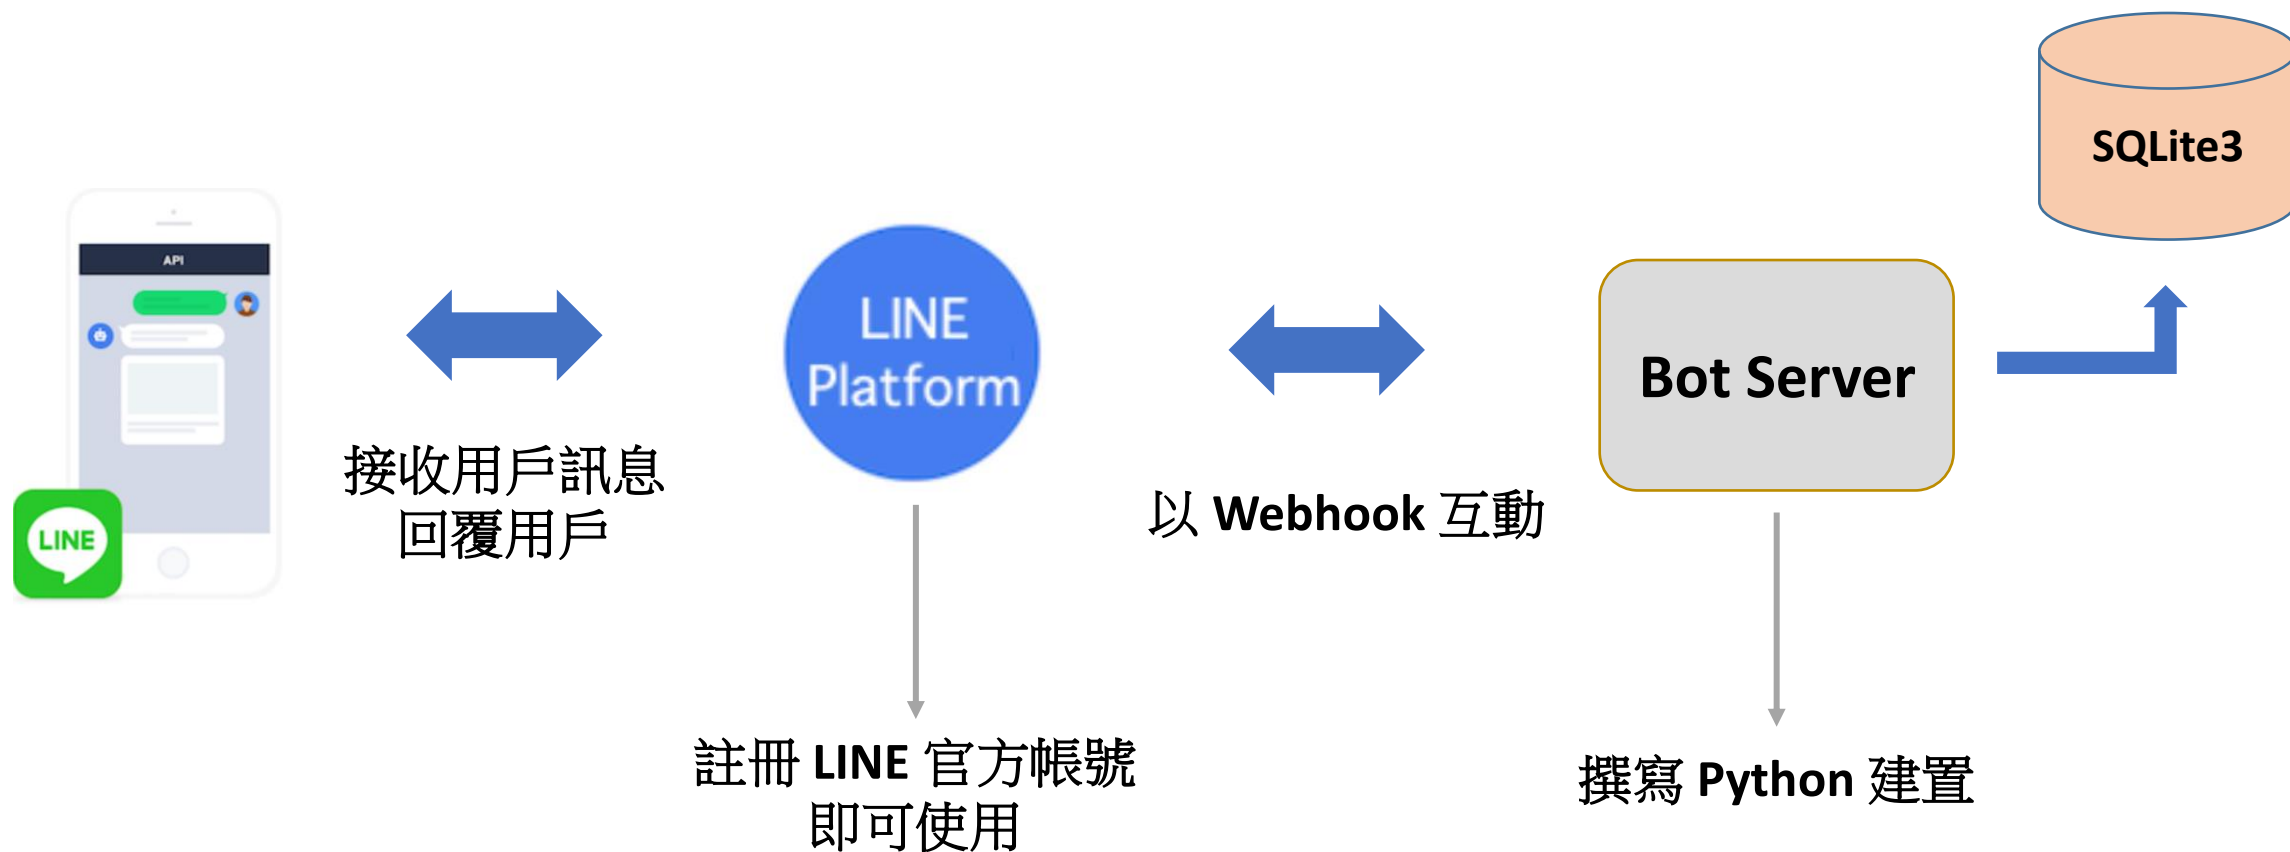 SQLite3
API
LINE
接收用戶訊息
回覆用戶
LINE
Platform
以 Webhook 互動
Bot Server
註冊 LINE 官方帳號
即可使用
撰寫 Python 建置